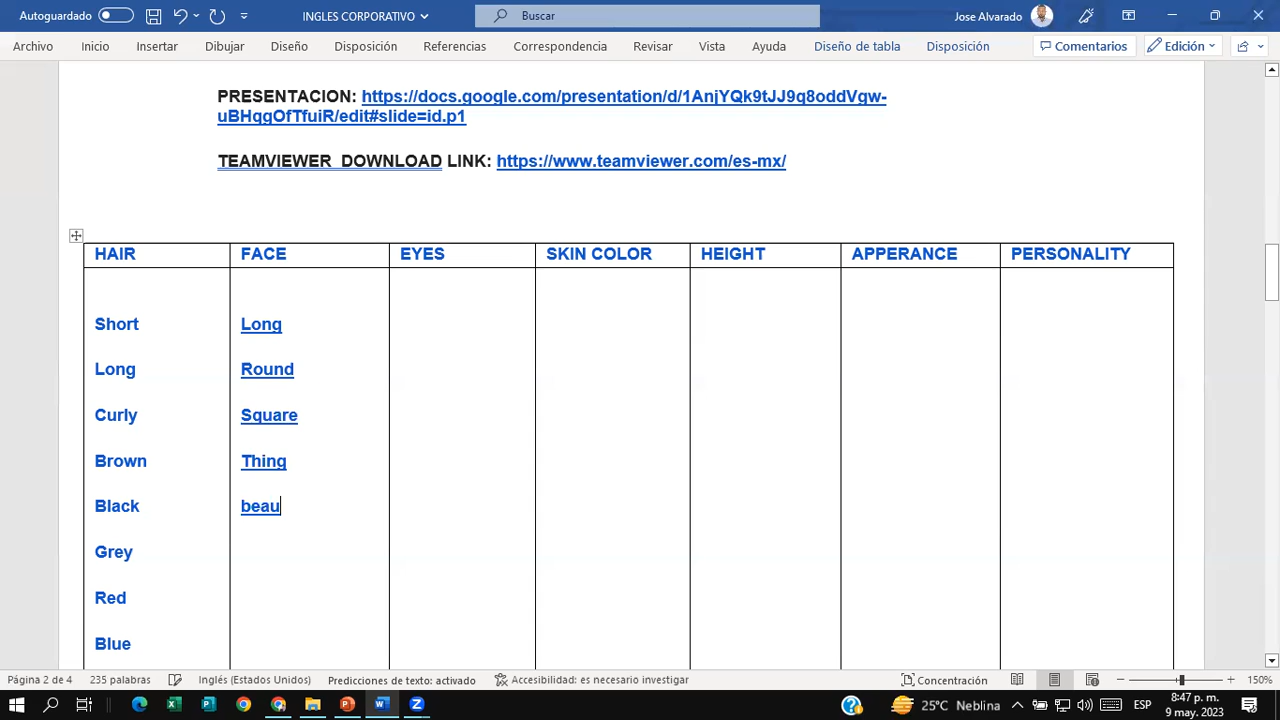 Autoguardado
INGLES CORPORATIVO
Buscar
Jose Alvarado
Archivo Inicio Insertar Dibujar Diseño Disposición Referencias Correspondencia Revisar Vista Ayuda Diseño de tabla Disposición Comentarios Edición
PRESENTACION: https://docs.google.com/presentation/d/1AnjYQk9tJJ9q8oddVgw-
uBHqgOfTfuiR/edit#slide=id.p1
TEAMVIEWER DOWNLOAD LINK: https://www.teamviewer.com/es-mx/
HAIR FACE EYES SKIN COLOR HEIGHT APPERANCE PERSONALITY
Short Long
Long Round
Curly Square
Brown Thing
Black beau
Grey
Red
Blue
Página 2 de 4 235 palabras Inglés (Estados Unidos) Predicciones de texto: activado Accesibilidad: es necesario investigar Concentración 150%
25°C Neblina ESP 8:47 p. m.
9 may. 2023